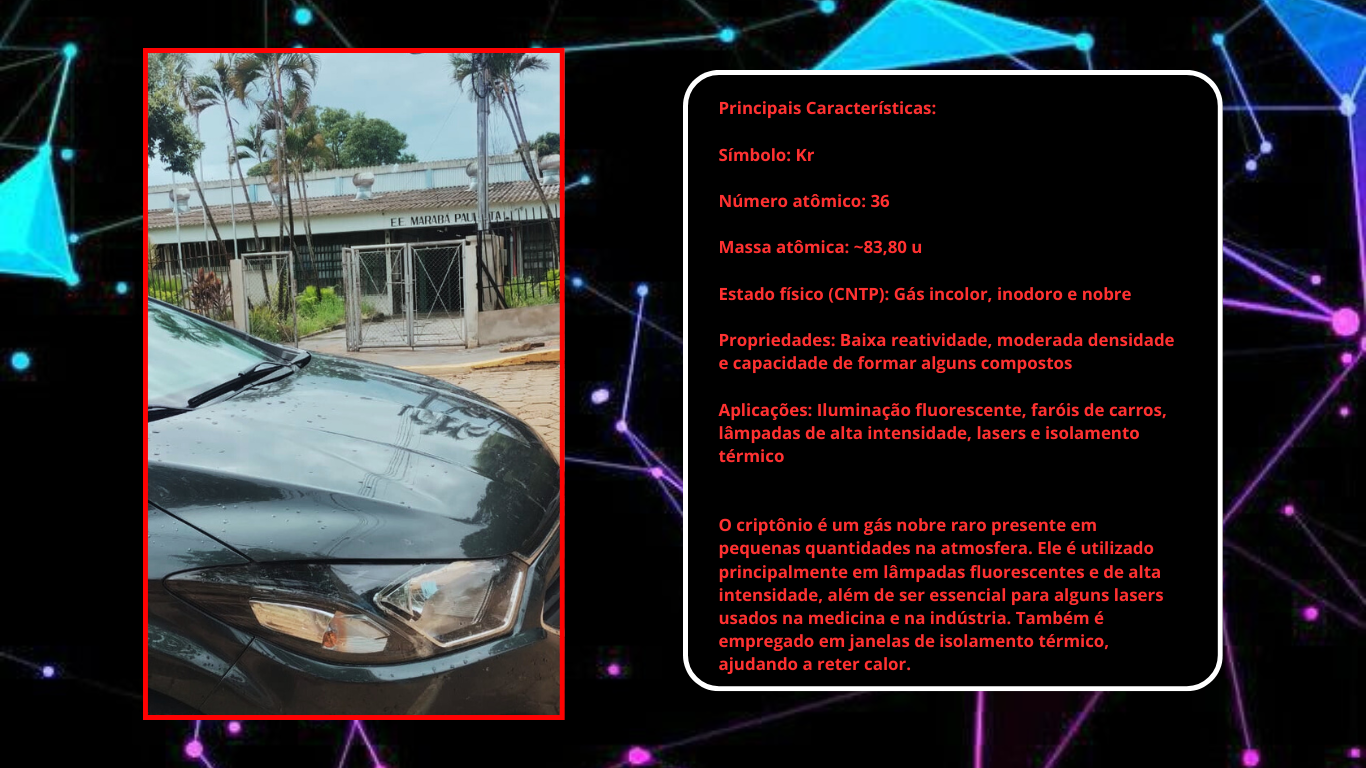 EE MARABÁ PAULISTA
Principais Características:
Símbolo: Kr
Número atômico: 36
Massa atômica: ~83,80 u
Estado físico (CNTP): Gás incolor, inodoro e nobre
Propriedades: Baixa reatividade, moderada densidade
e capacidade de formar alguns compostos
Aplicações: Iluminação fluorescente, faróis de carros,
lâmpadas de alta intensidade, lasers e isolamento
térmico
O criptônio é um gás nobre raro presente em
pequenas quantidades na atmosfera. Ele é utilizado
principalmente em lâmpadas fluorescentes e de alta
intensidade, além de ser essencial para alguns lasers
usados na medicina e na indústria. Também é
empregado em janelas de isolamento térmico,
ajudando a reter calor.